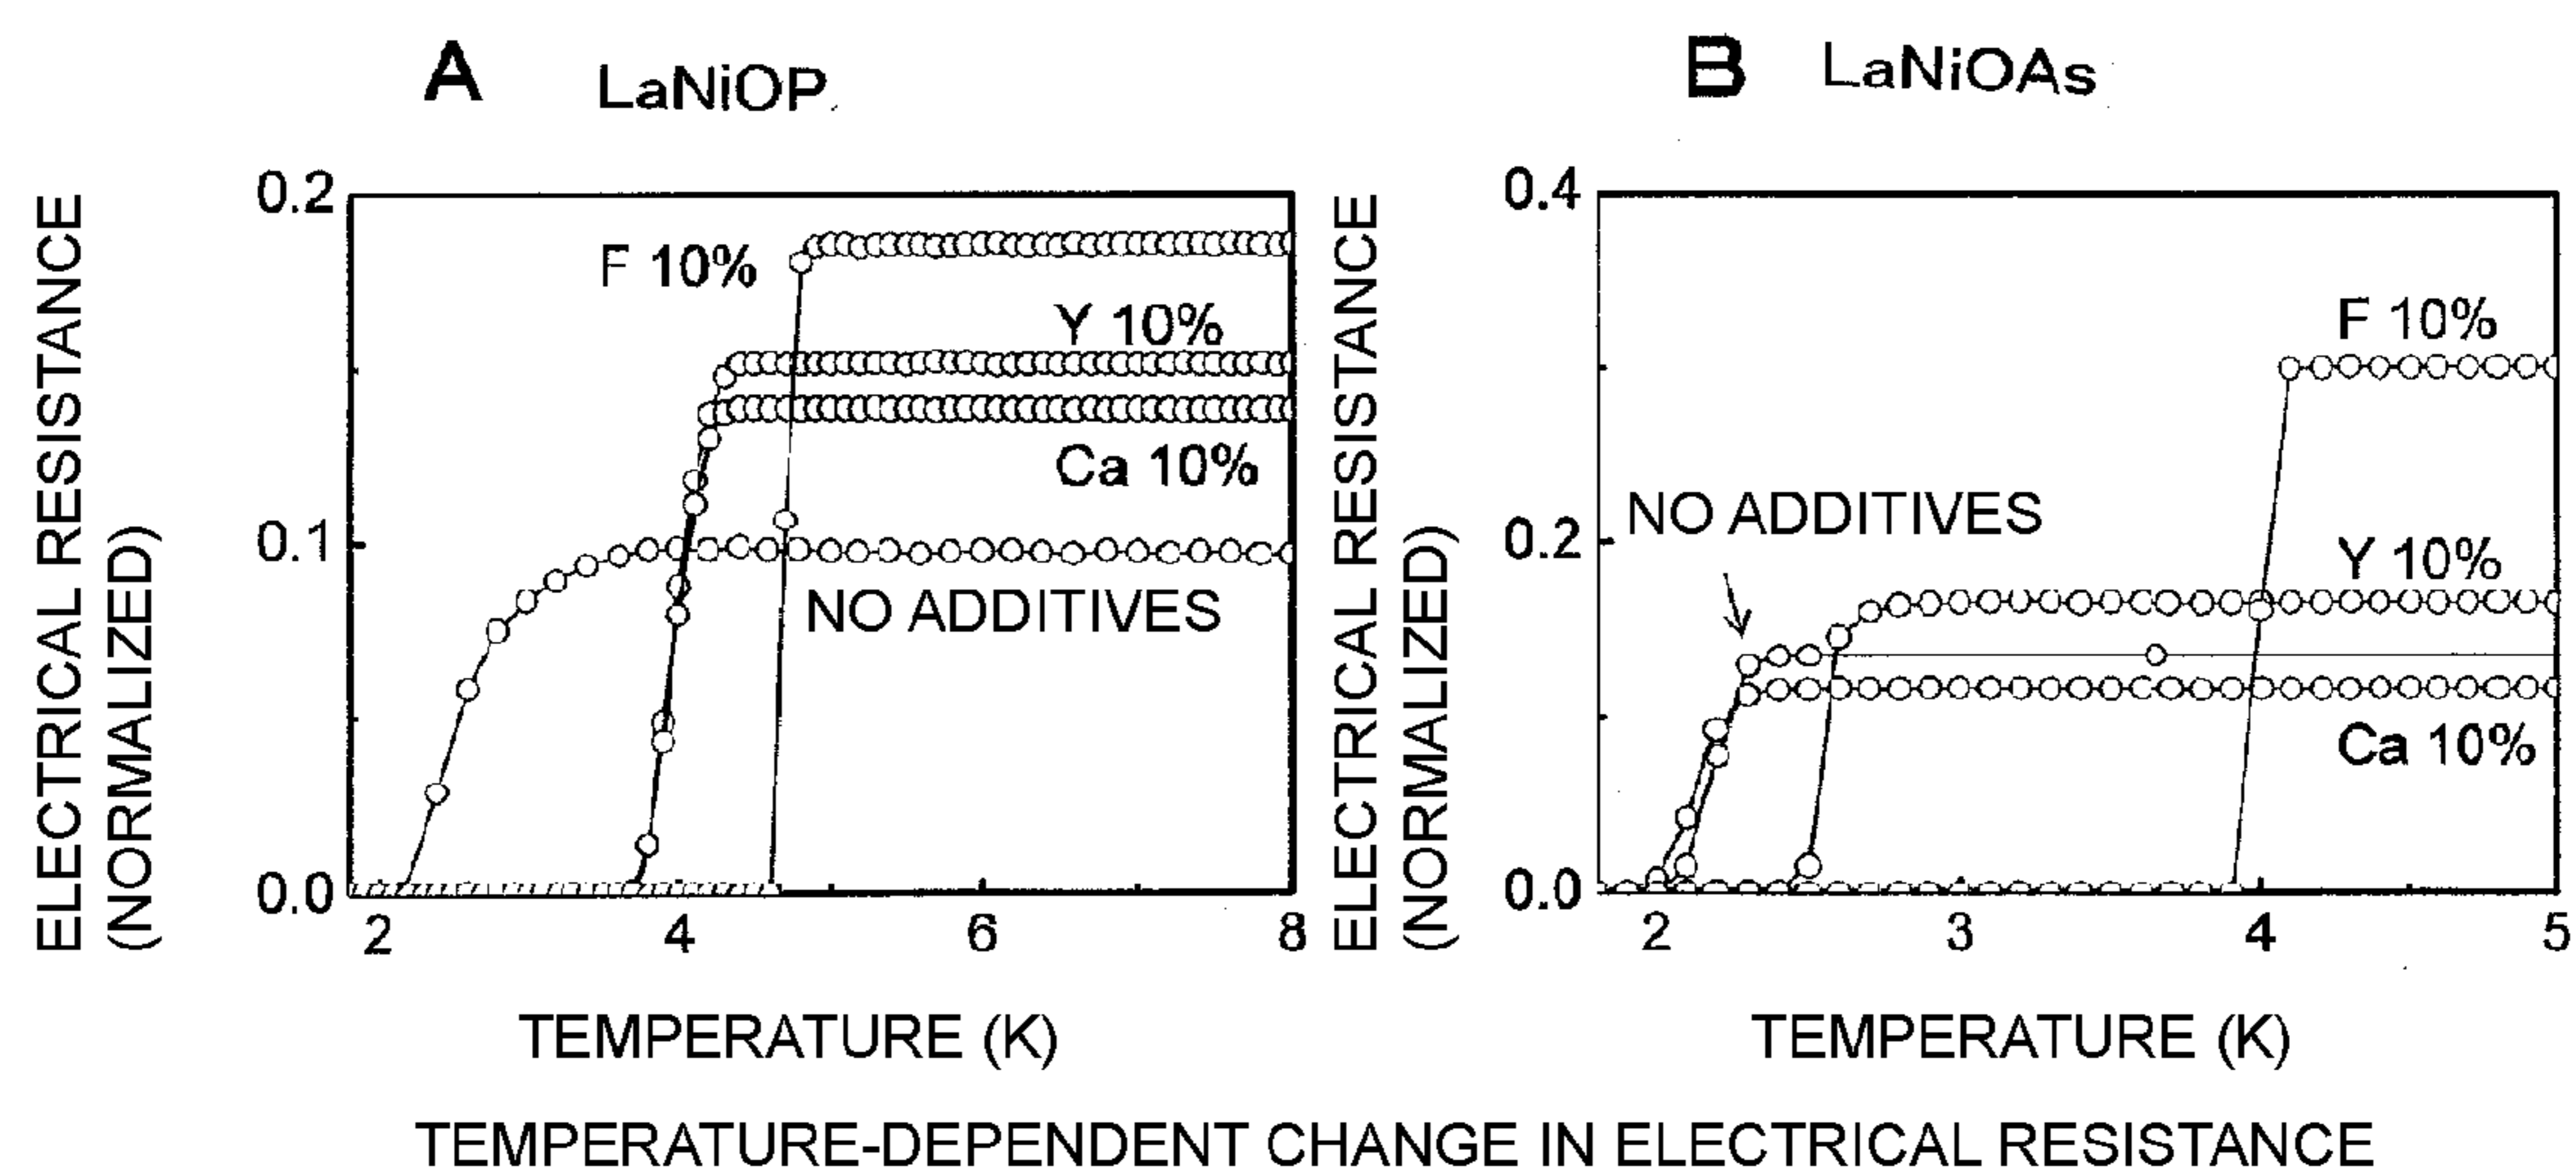 A LaNiOP
ELECTRICAL RESISTANCE
(NORMALIZED)
0.2
0.1
0.0
F 10%
Y 10%
Ca 10%
NO ADDITIVES
2 4 6 8
TEMPERATURE (K)
B LaNiOAs
ELECTRICAL RESISTANCE
(NORMALIZED)
0.4
0.2
0.0
F 10%
NO ADDITIVES
Y 10%
Ca 10%
2 3 4 5
TEMPERATURE (K)
TEMPERATURE-DEPENDENT CHANGE IN ELECTRICAL RESISTANCE